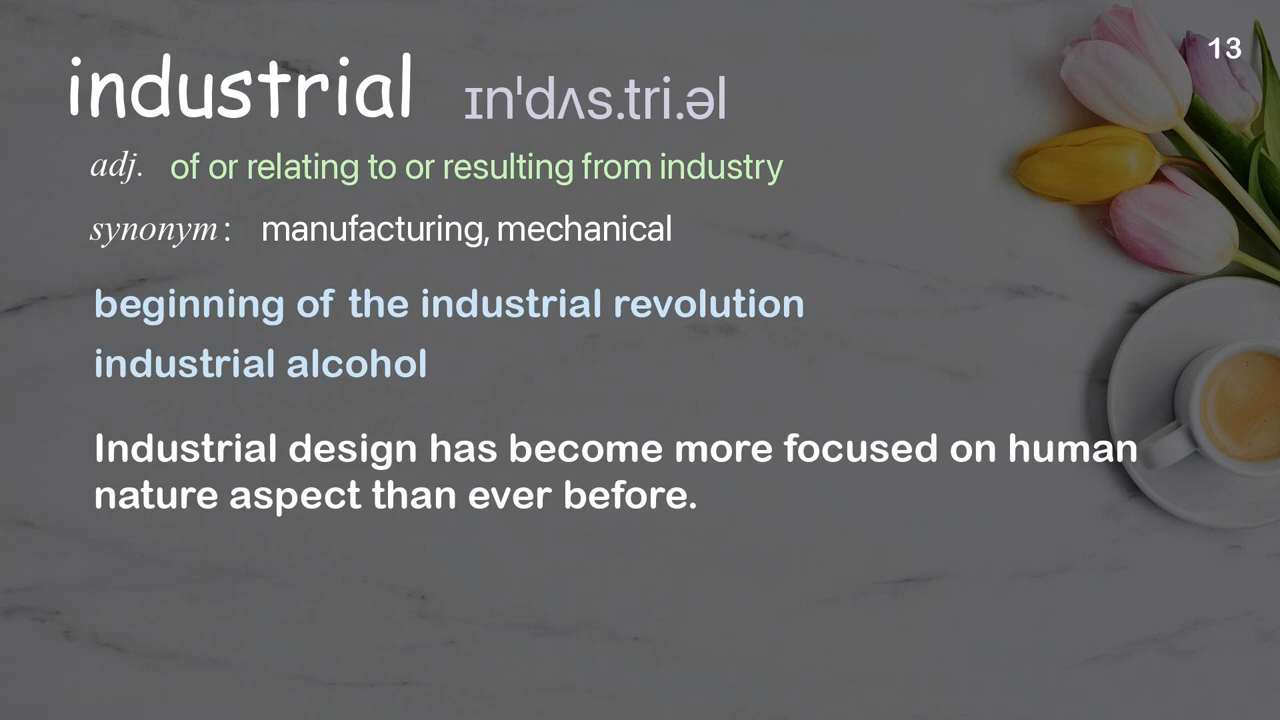 13
industrial ɪnˈdʌs.tri.əl
adj. of or relating to or resulting from industry
synonym: manufacturing, mechanical
beginning of the industrial revolution
industrial alcohol
Industrial design has become more focused on human
nature aspect than ever before.